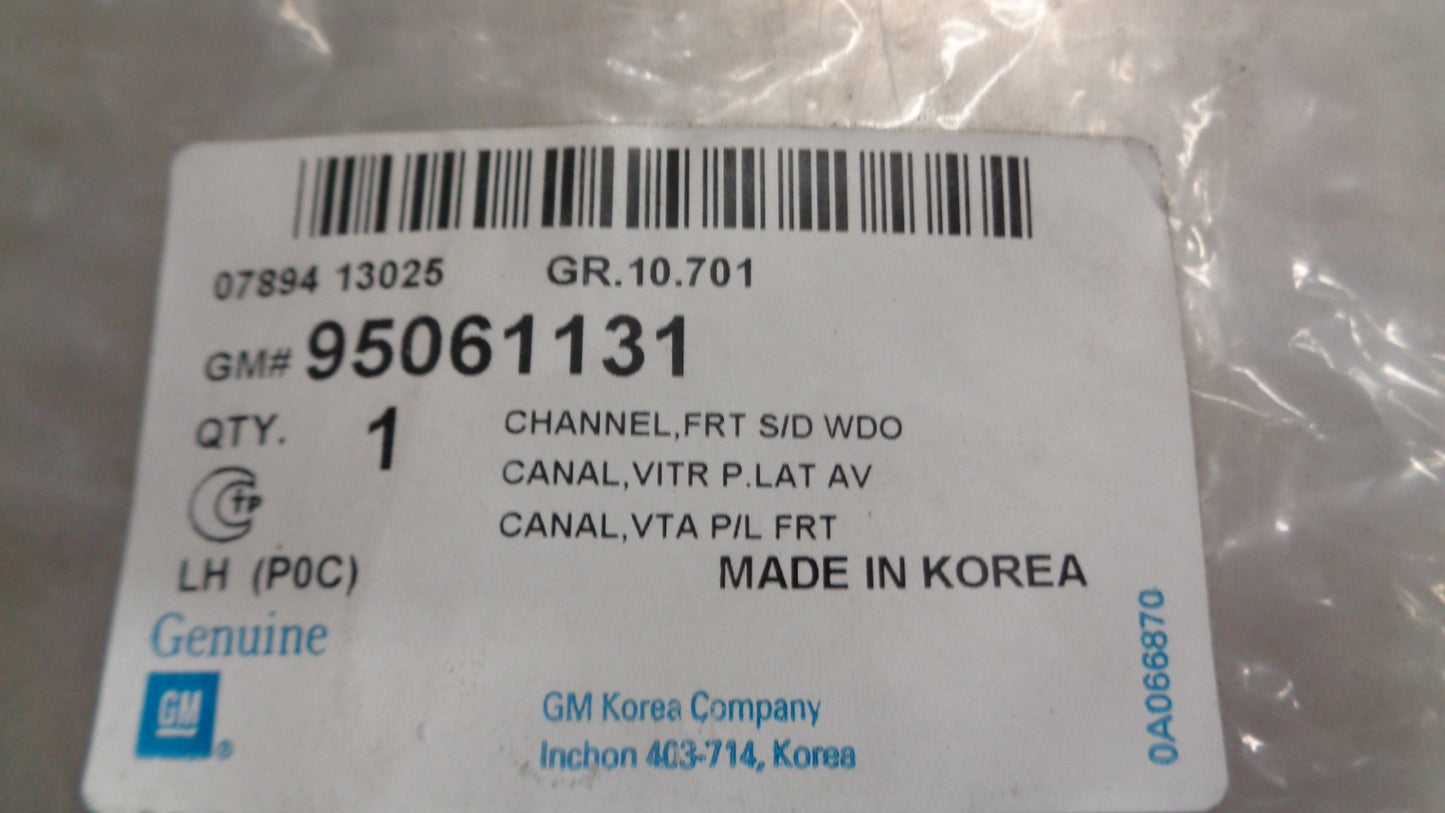 07894 13025 GR.10.701
GM# 95061131
QTY. 1
CHANNEL,FRT S/D WDO
CANAL,VITR P.LAT AV
CANAL,VTA P/L FRT
CTP
LH (P0C)
MADE IN KOREA
Genuine
GM®
GM Korea Company
Inchon 403-714, Korea
0A066870